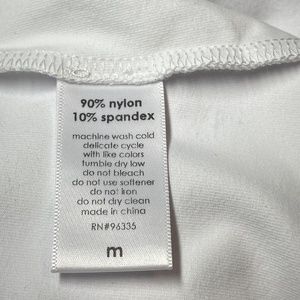 90% nylon
10% spandex
machine wash cold
delicate cycle
with like colors
tumble dry low
do not bleach
do not use softener
do not iron
do not dry clean
made in china
RN#96335
m